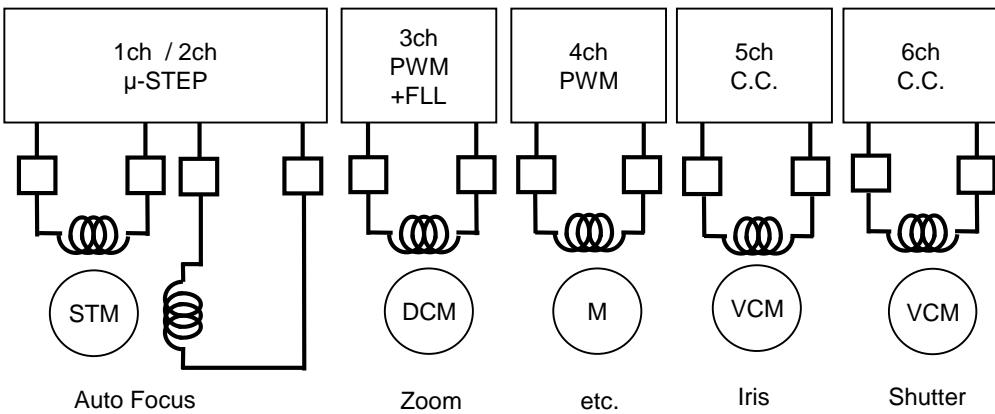 1ch / 2ch
µ-STEP
3ch
PWM
+FLL
4ch
PWM
5ch
C.C.
6ch
C.C.
STM
DCM
M
VCM
VCM
Auto Focus
Zoom
etc.
Iris
Shutter